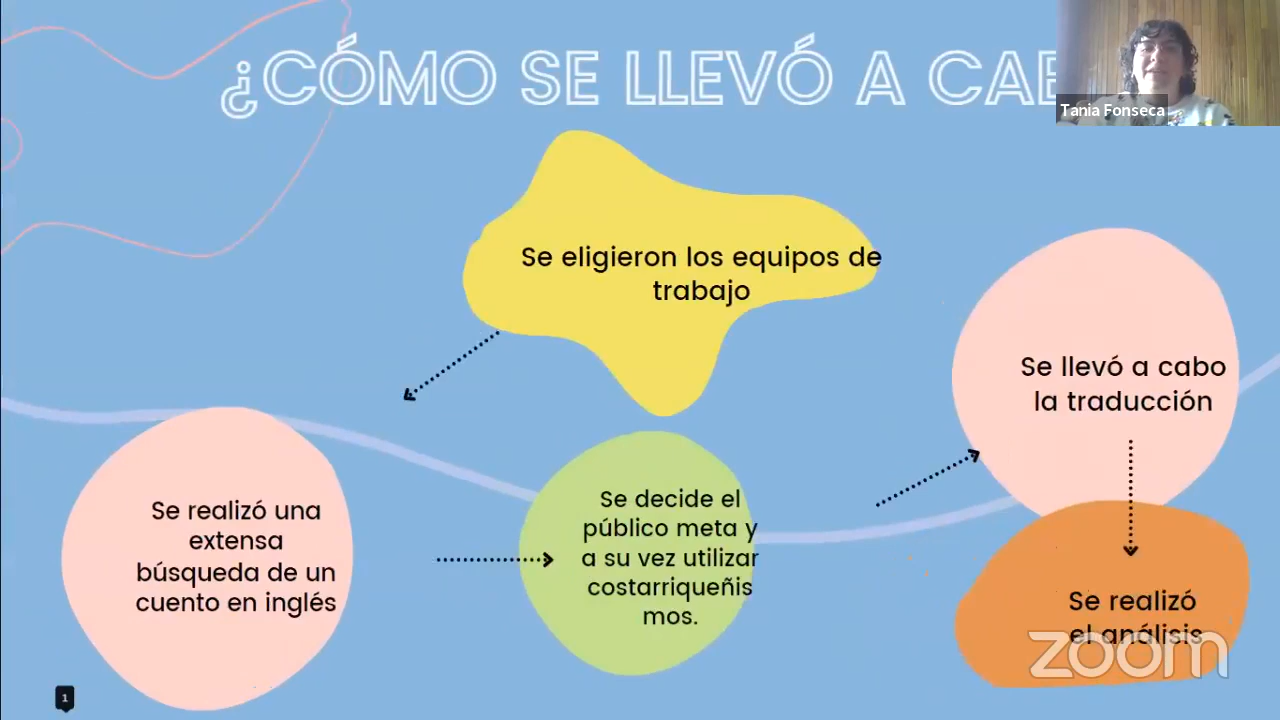 ¿CÓMO SE LLEVÓ A CAB
Tania Fonseca
Se eligieron los equipos de
trabajo
Se realizó una
extensa
búsqueda de un
cuento en inglés
Se decide el
público meta y
a su vez utilizar
costarriqueñis
mos.
Se llevó a cabo
la traducción
Se realizó
el análisis
zoom
1